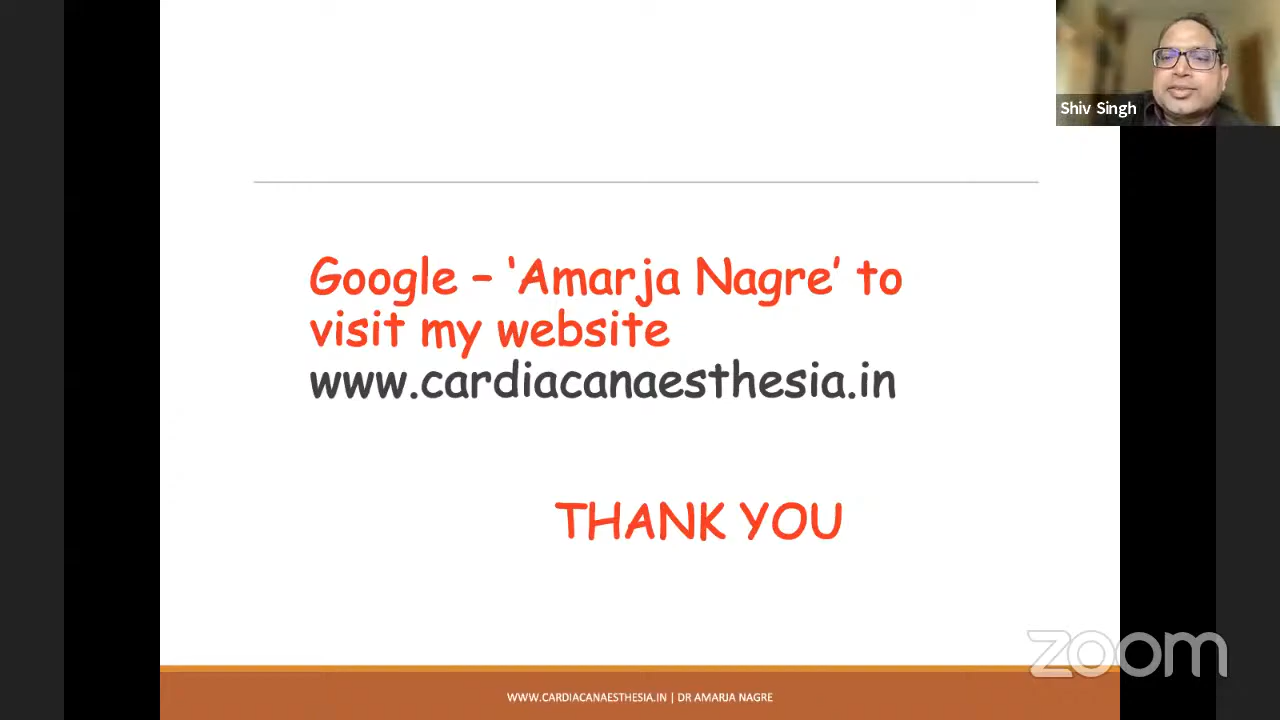 Shiv Singh
Google – ‘Amarja Nagre’ to
visit my website
www.cardiacanaesthesia.in
THANK YOU
zoom
WWW.CARDIACANAESTHESIA.IN | DR AMARJA NAGRE